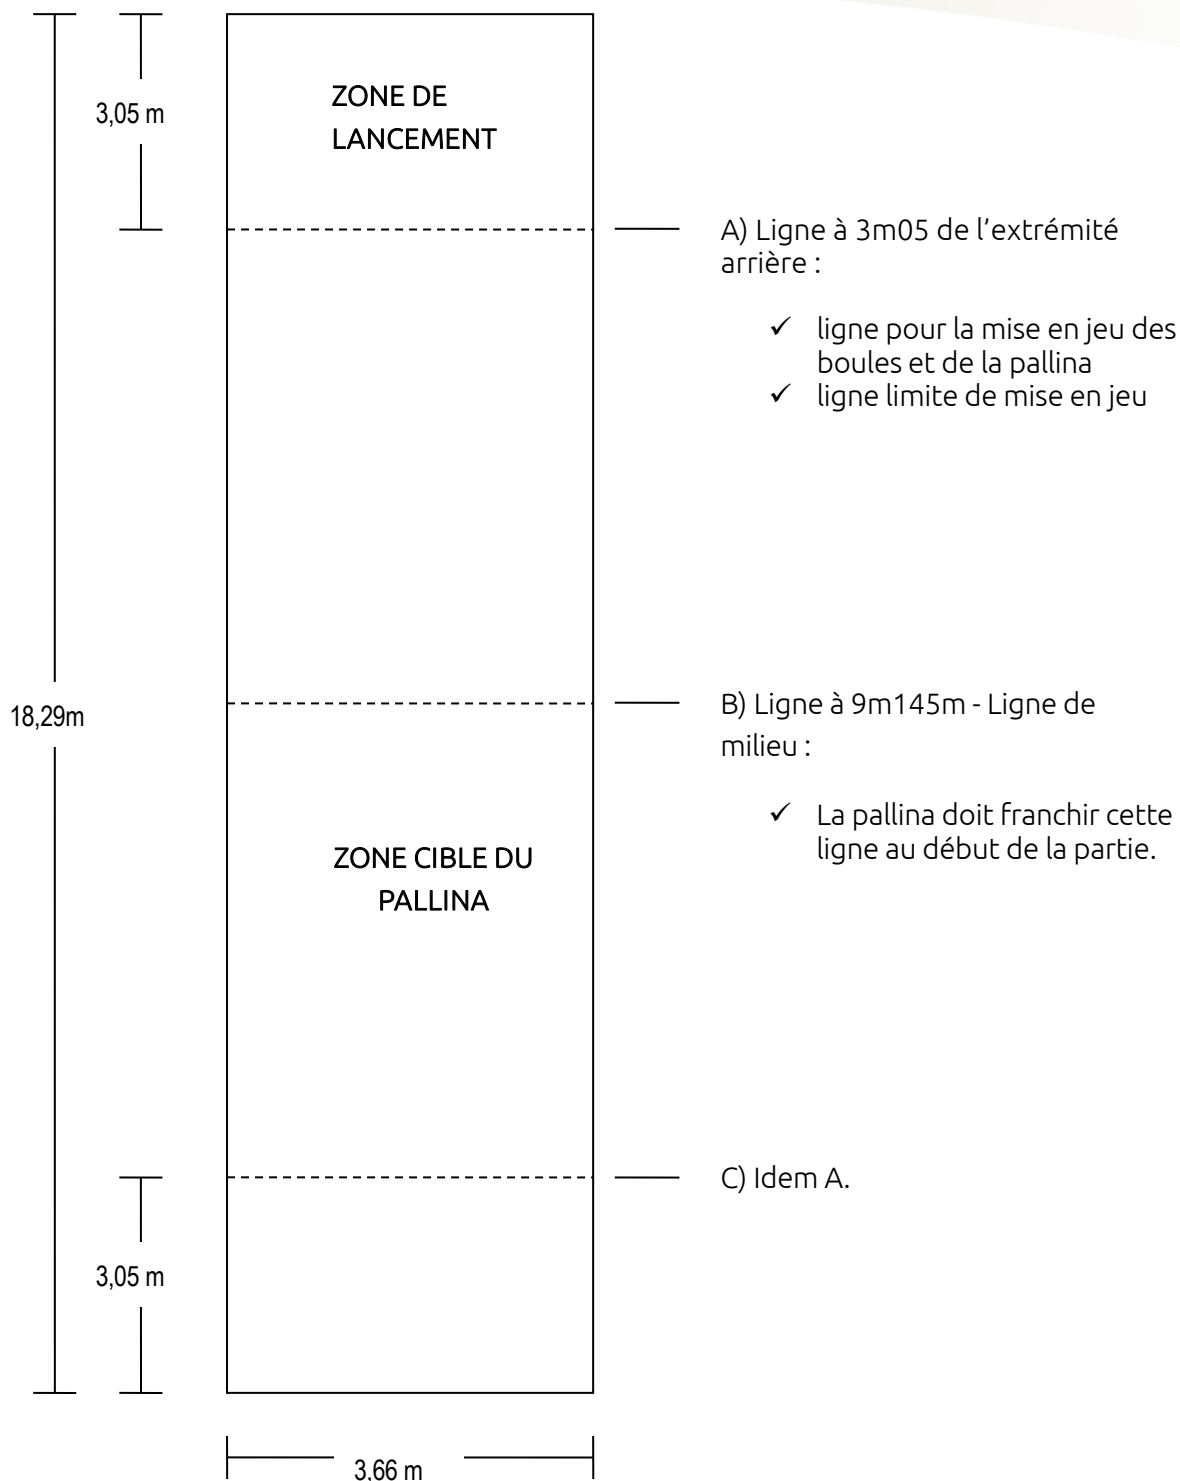 3,05 m
ZONE DE
LANCEMENT
A) Ligne à 3m05 de l’extrémité
arrière :
✓ ligne pour la mise en jeu des
boules et de la pallina
✓ ligne limite de mise en jeu
18,29m
B) Ligne à 9m145m - Ligne de
milieu :
✓ La pallina doit franchir cette
ligne au début de la partie.
ZONE CIBLE DU
PALLINA
C) Idem A.
3,05 m
3,66 m